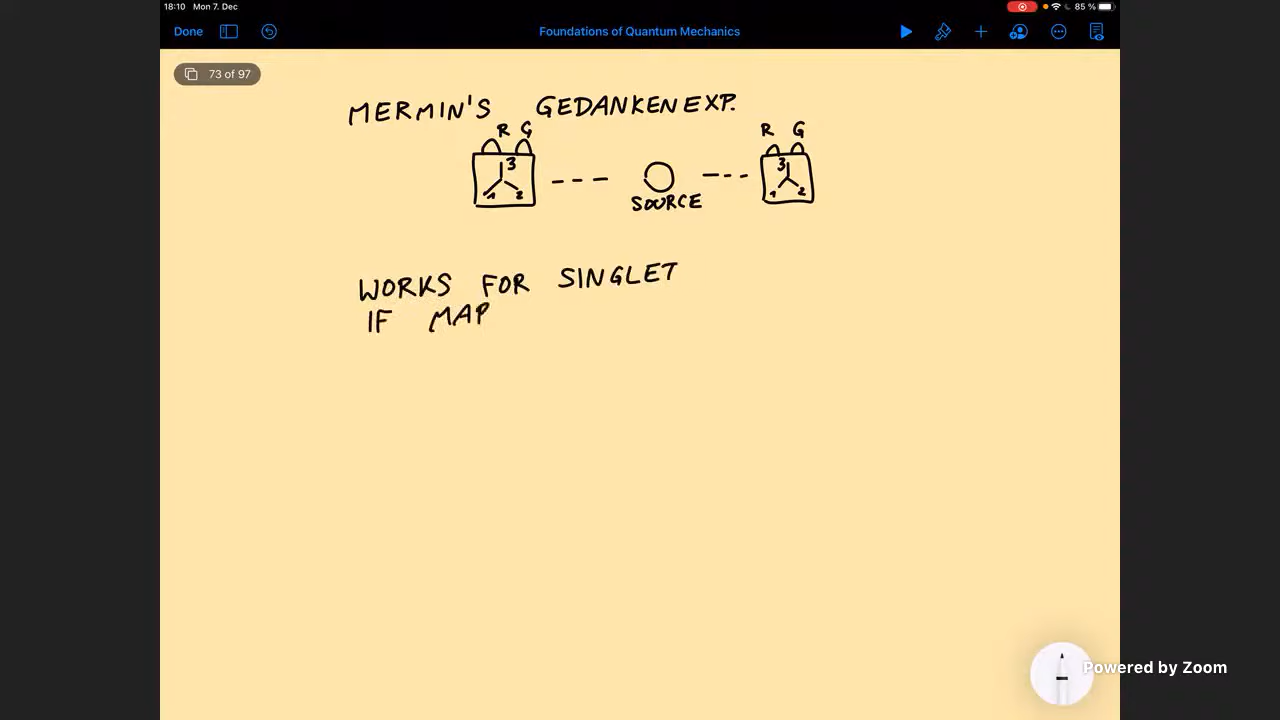 18:10 Mon 7. Dec 85 %
Done Foundations of Quantum Mechanics
73 of 97
MERMIN'S GEDANKENEXP.
R G R G
3 3
1 2 1 2
SOURCE
WORKS FOR SINGLET
IF MAP
Powered by Zoom